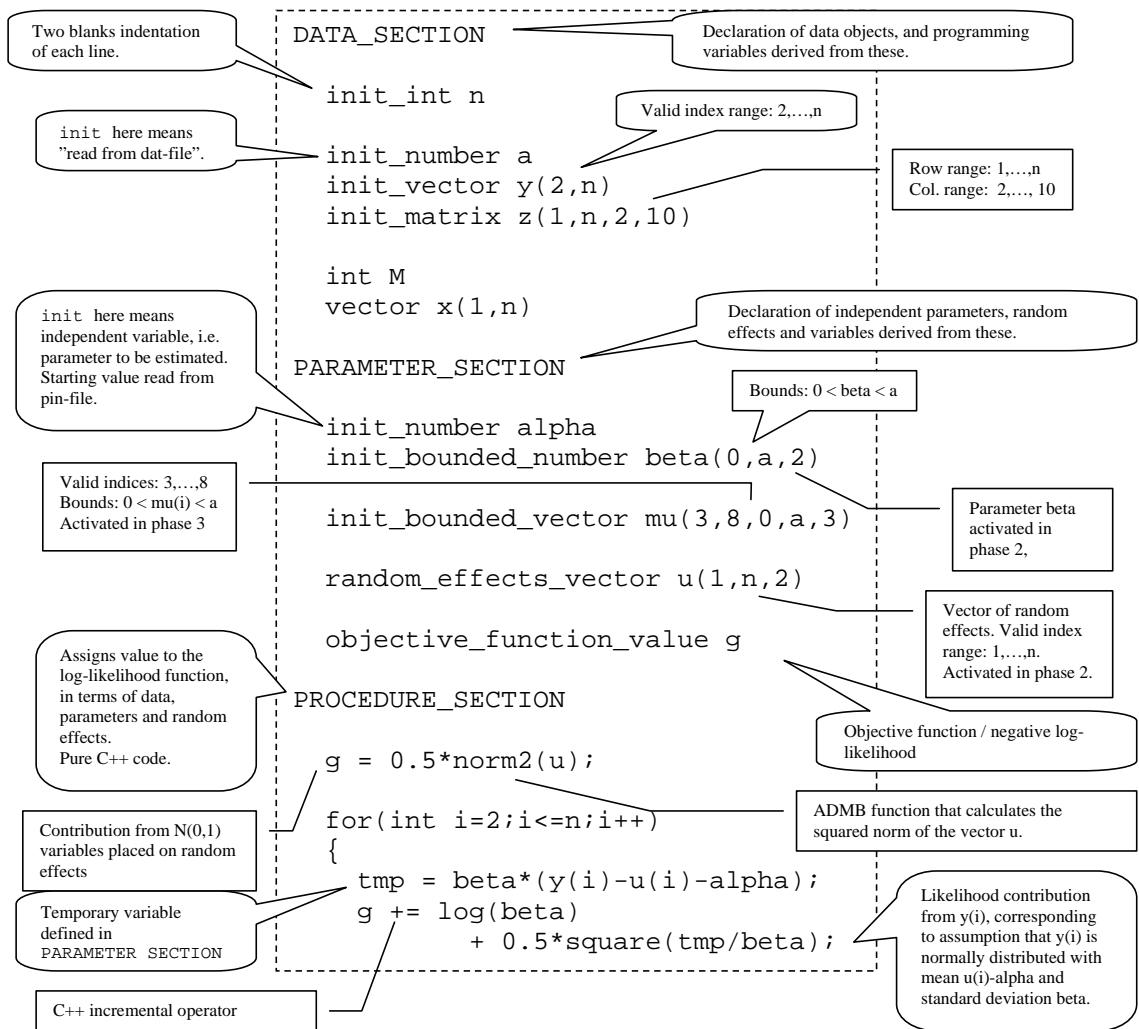 Two blanks indentation
of each line.
DATA_SECTION
Declaration of data objects, and programming
variables derived from these.
init_int n
Valid index range: 2,…,n
init here means
”read from dat-file”.
init_number a
init_vector y(2,n)
init_matrix z(1,n,2,10)
Row range: 1,…,n
Col. range: 2,…, 10
int M
vector x(1,n)
init here means
independent variable, i.e.
parameter to be estimated.
Starting value read from
pin-file.
Declaration of independent parameters, random
effects and variables derived from these.
PARAMETER_SECTION
Bounds: 0 < beta < a
init_number alpha
init_bounded_number beta(0,a,2)
Valid indices: 3,…,8
Bounds: 0 < mu(i) < a
Activated in phase 3
init_bounded_vector mu(3,8,0,a,3)
Parameter beta
activated in
phase 2,
random_effects_vector u(1,n,2)
Vector of random
effects. Valid index
range: 1,…,n.
Activated in phase 2.
objective_function_value g
Assigns value to the
log-likelihood function,
in terms of data,
parameters and random
effects.
Pure C++ code.
PROCEDURE_SECTION
Objective function / negative log-
likelihood
g = 0.5*norm2(u);
ADMB function that calculates the
squared norm of the vector u.
Contribution from N(0,1)
variables placed on random
effects
for(int i=2;i<=n;i++)
{
tmp = beta*(y(i)-u(i)-alpha);
g += log(beta)
+ 0.5*square(tmp/beta);
Temporary variable
defined in
PARAMETER SECTION
Likelihood contribution
from y(i), corresponding
to assumption that y(i) is
normally distributed with
mean u(i)-alpha and
standard deviation beta.
C++ incremental operator